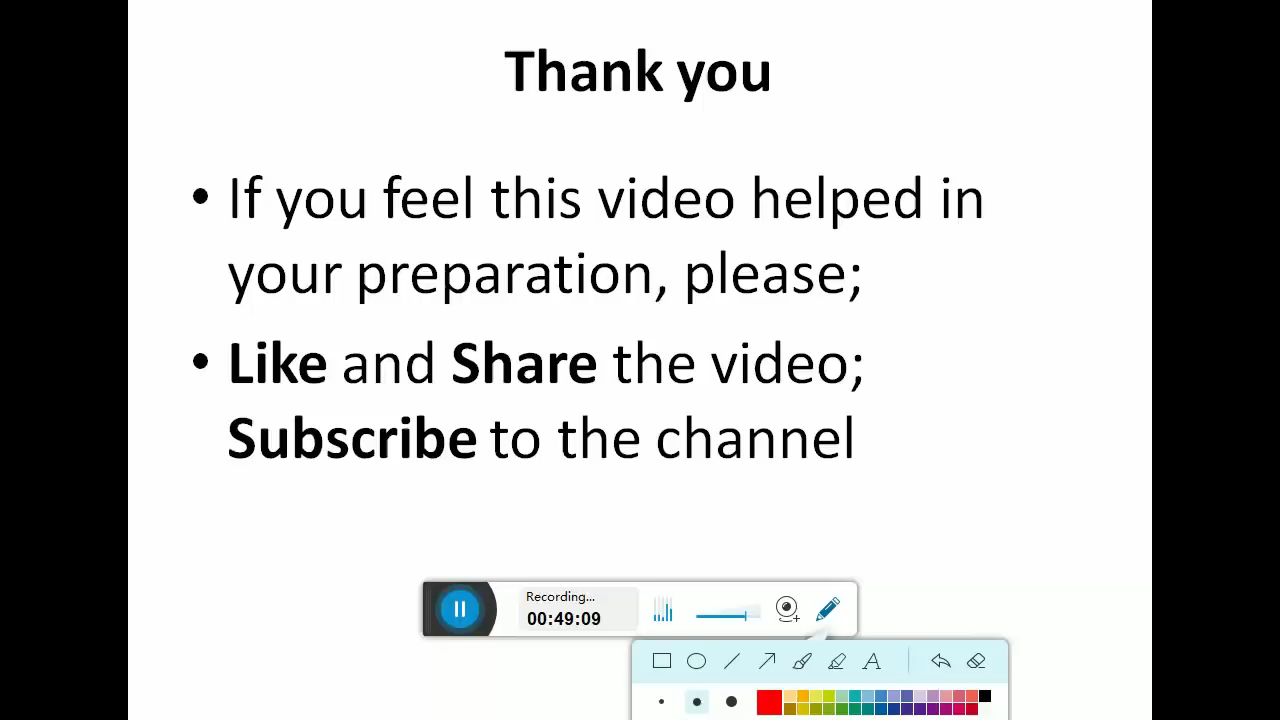 Thank you
• If you feel this video helped in
your preparation, please;
• Like and Share the video;
Subscribe to the channel
Recording...
00:49:09
A